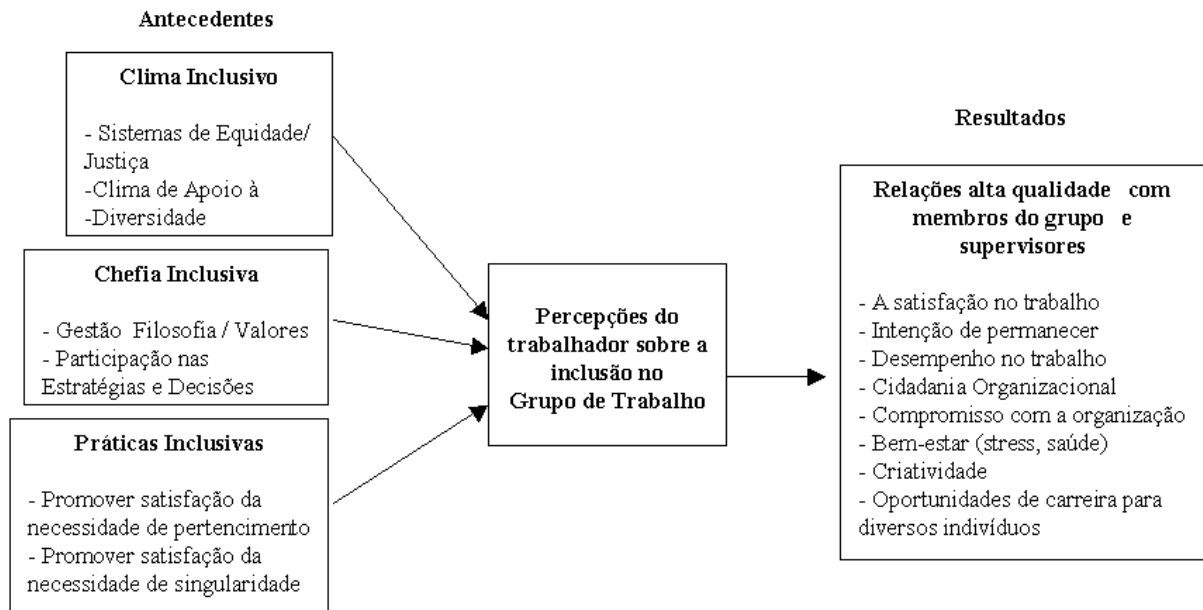 Antecedentes
Clima Inclusivo
- Sistemas de Equidade/
Justiça
-Clima de Apoio à
-Diversidade
Chefia Inclusiva
- Gestão Filosofia / Valores
- Participação nas
Estratégias e Decisões
Práticas Inclusivas
- Promover satisfação da
necessidade de pertencimento
- Promover satisfação da
necessidade de singularidade
Percepções do
trabalhador sobre a
inclusão no
Grupo de Trabalho
Resultados
Relações alta qualidade com
membros do grupo e
supervisores
- A satisfação no trabalho
- Intenção de permanecer
- Desempenho no trabalho
- Cidadania Organizacional
- Compromisso com a organização
- Bem-estar (stress, saúde)
- Criatividade
- Oportunidades de carreira para
diversos indivíduos